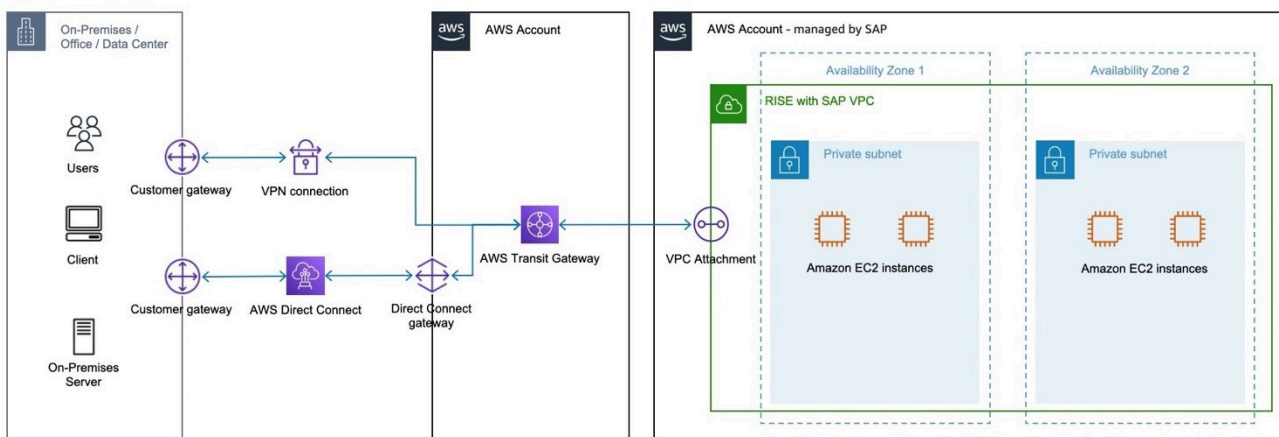 On-Premises /
Office / Data Center
Users
Client
On-Premises
Server
Customer gateway
VPN connection
Customer gateway
AWS Direct Connect
aws
AWS Account
AWS Transit Gateway
Direct Connect
gateway
aws
AWS Account - managed by SAP
Availability Zone 1
Availability Zone 2
RISE with SAP VPC
VPC Attachment
Private subnet
Amazon EC2 instances
Private subnet
Amazon EC2 instances